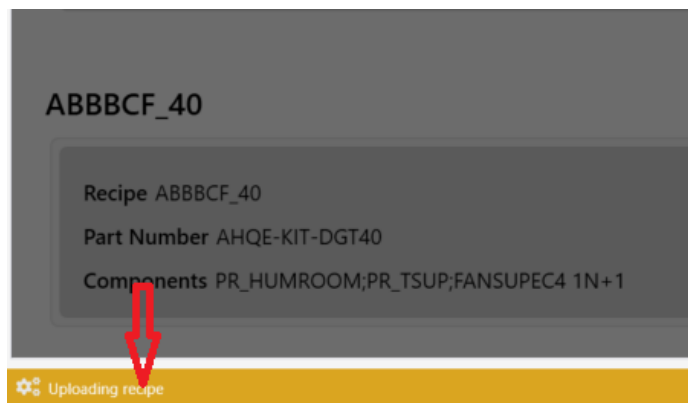 ABBBCF_40
Recipe ABBBCF_40
Part Number AHQE-KIT-DGT40
Components PR_HUMROOM;PR_TSUP;FANSUPEC4 1N+1
Uploading recipe